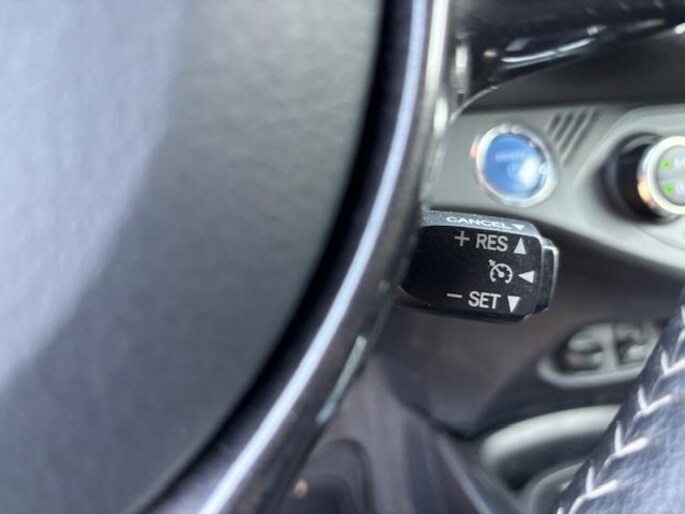 CANCEL▼
+ RES ▲
◀
− SET ▼